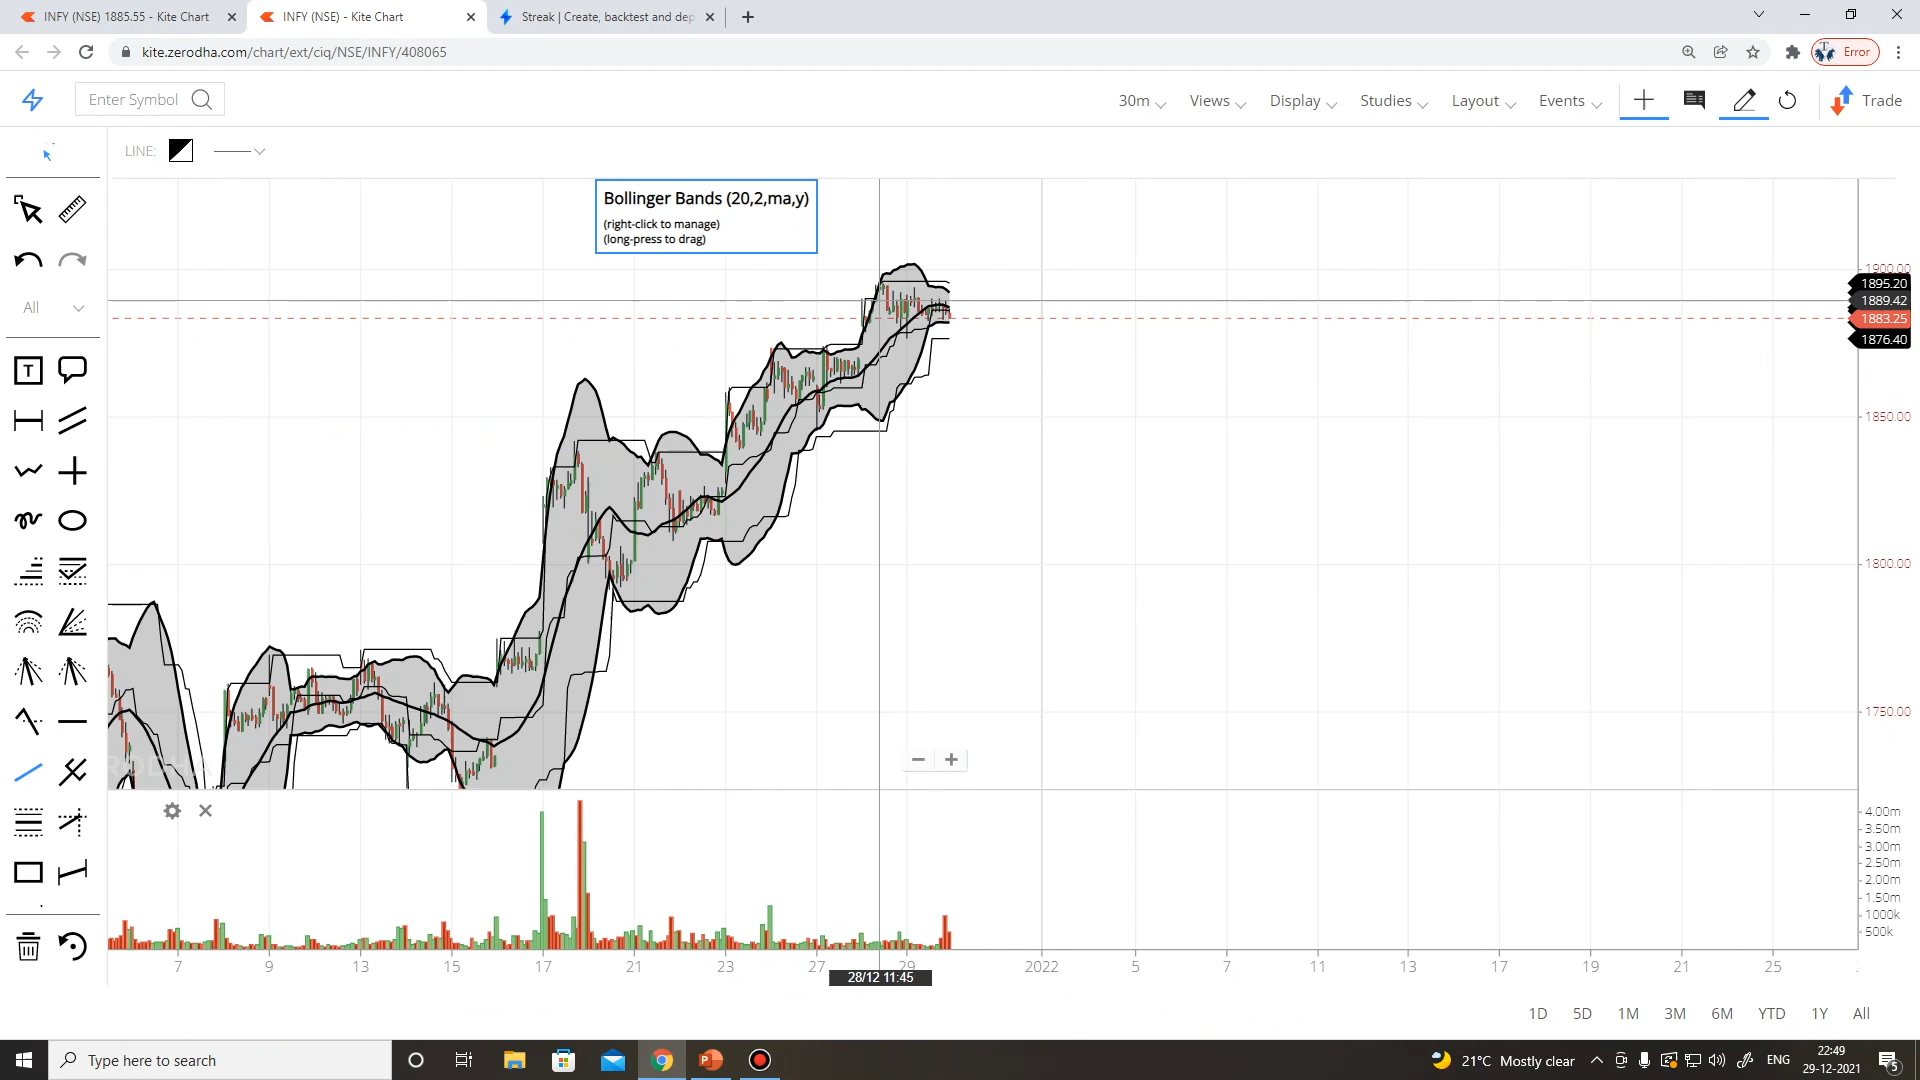 INFY (NSE) 1885.55 - Kite Chart
INFY (NSE) - Kite Chart
Streak | Create, backtest and dep
kite.zerodha.com/chart/ext/ciq/NSE/INFY/408065
Error
Enter Symbol
30m
Views
Display
Studies
Layout
Events
Trade
LINE:
All
T
Bollinger Bands (20,2,ma,y)
(right-click to manage)
(long-press to drag)
1900.00
1895.20
1889.42
1883.25
1876.40
1850.00
1800.00
1750.00
4.00m
3.50m
3.00m
2.50m
2.00m
1.50m
1000k
500k
7
9
13
15
17
21
23
27
29
2022
5
7
11
13
17
19
21
25
28/12 11:45
1D
5D
1M
3M
6M
YTD
1Y
All
Type here to search
21°C Mostly clear
ENG
22:49
29-12-2021
5